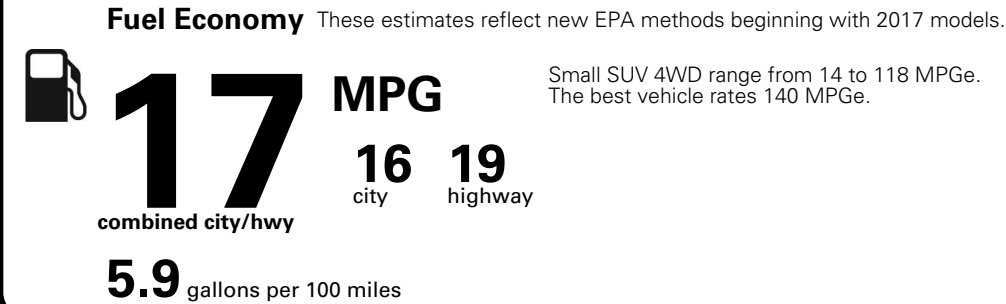 Fuel Economy These estimates reflect new EPA methods beginning with 2017 models.
17 MPG
Small SUV 4WD range from 14 to 118 MPGe.
The best vehicle rates 140 MPGe.
16 19
city highway
combined city/hwy
5.9 gallons per 100 miles